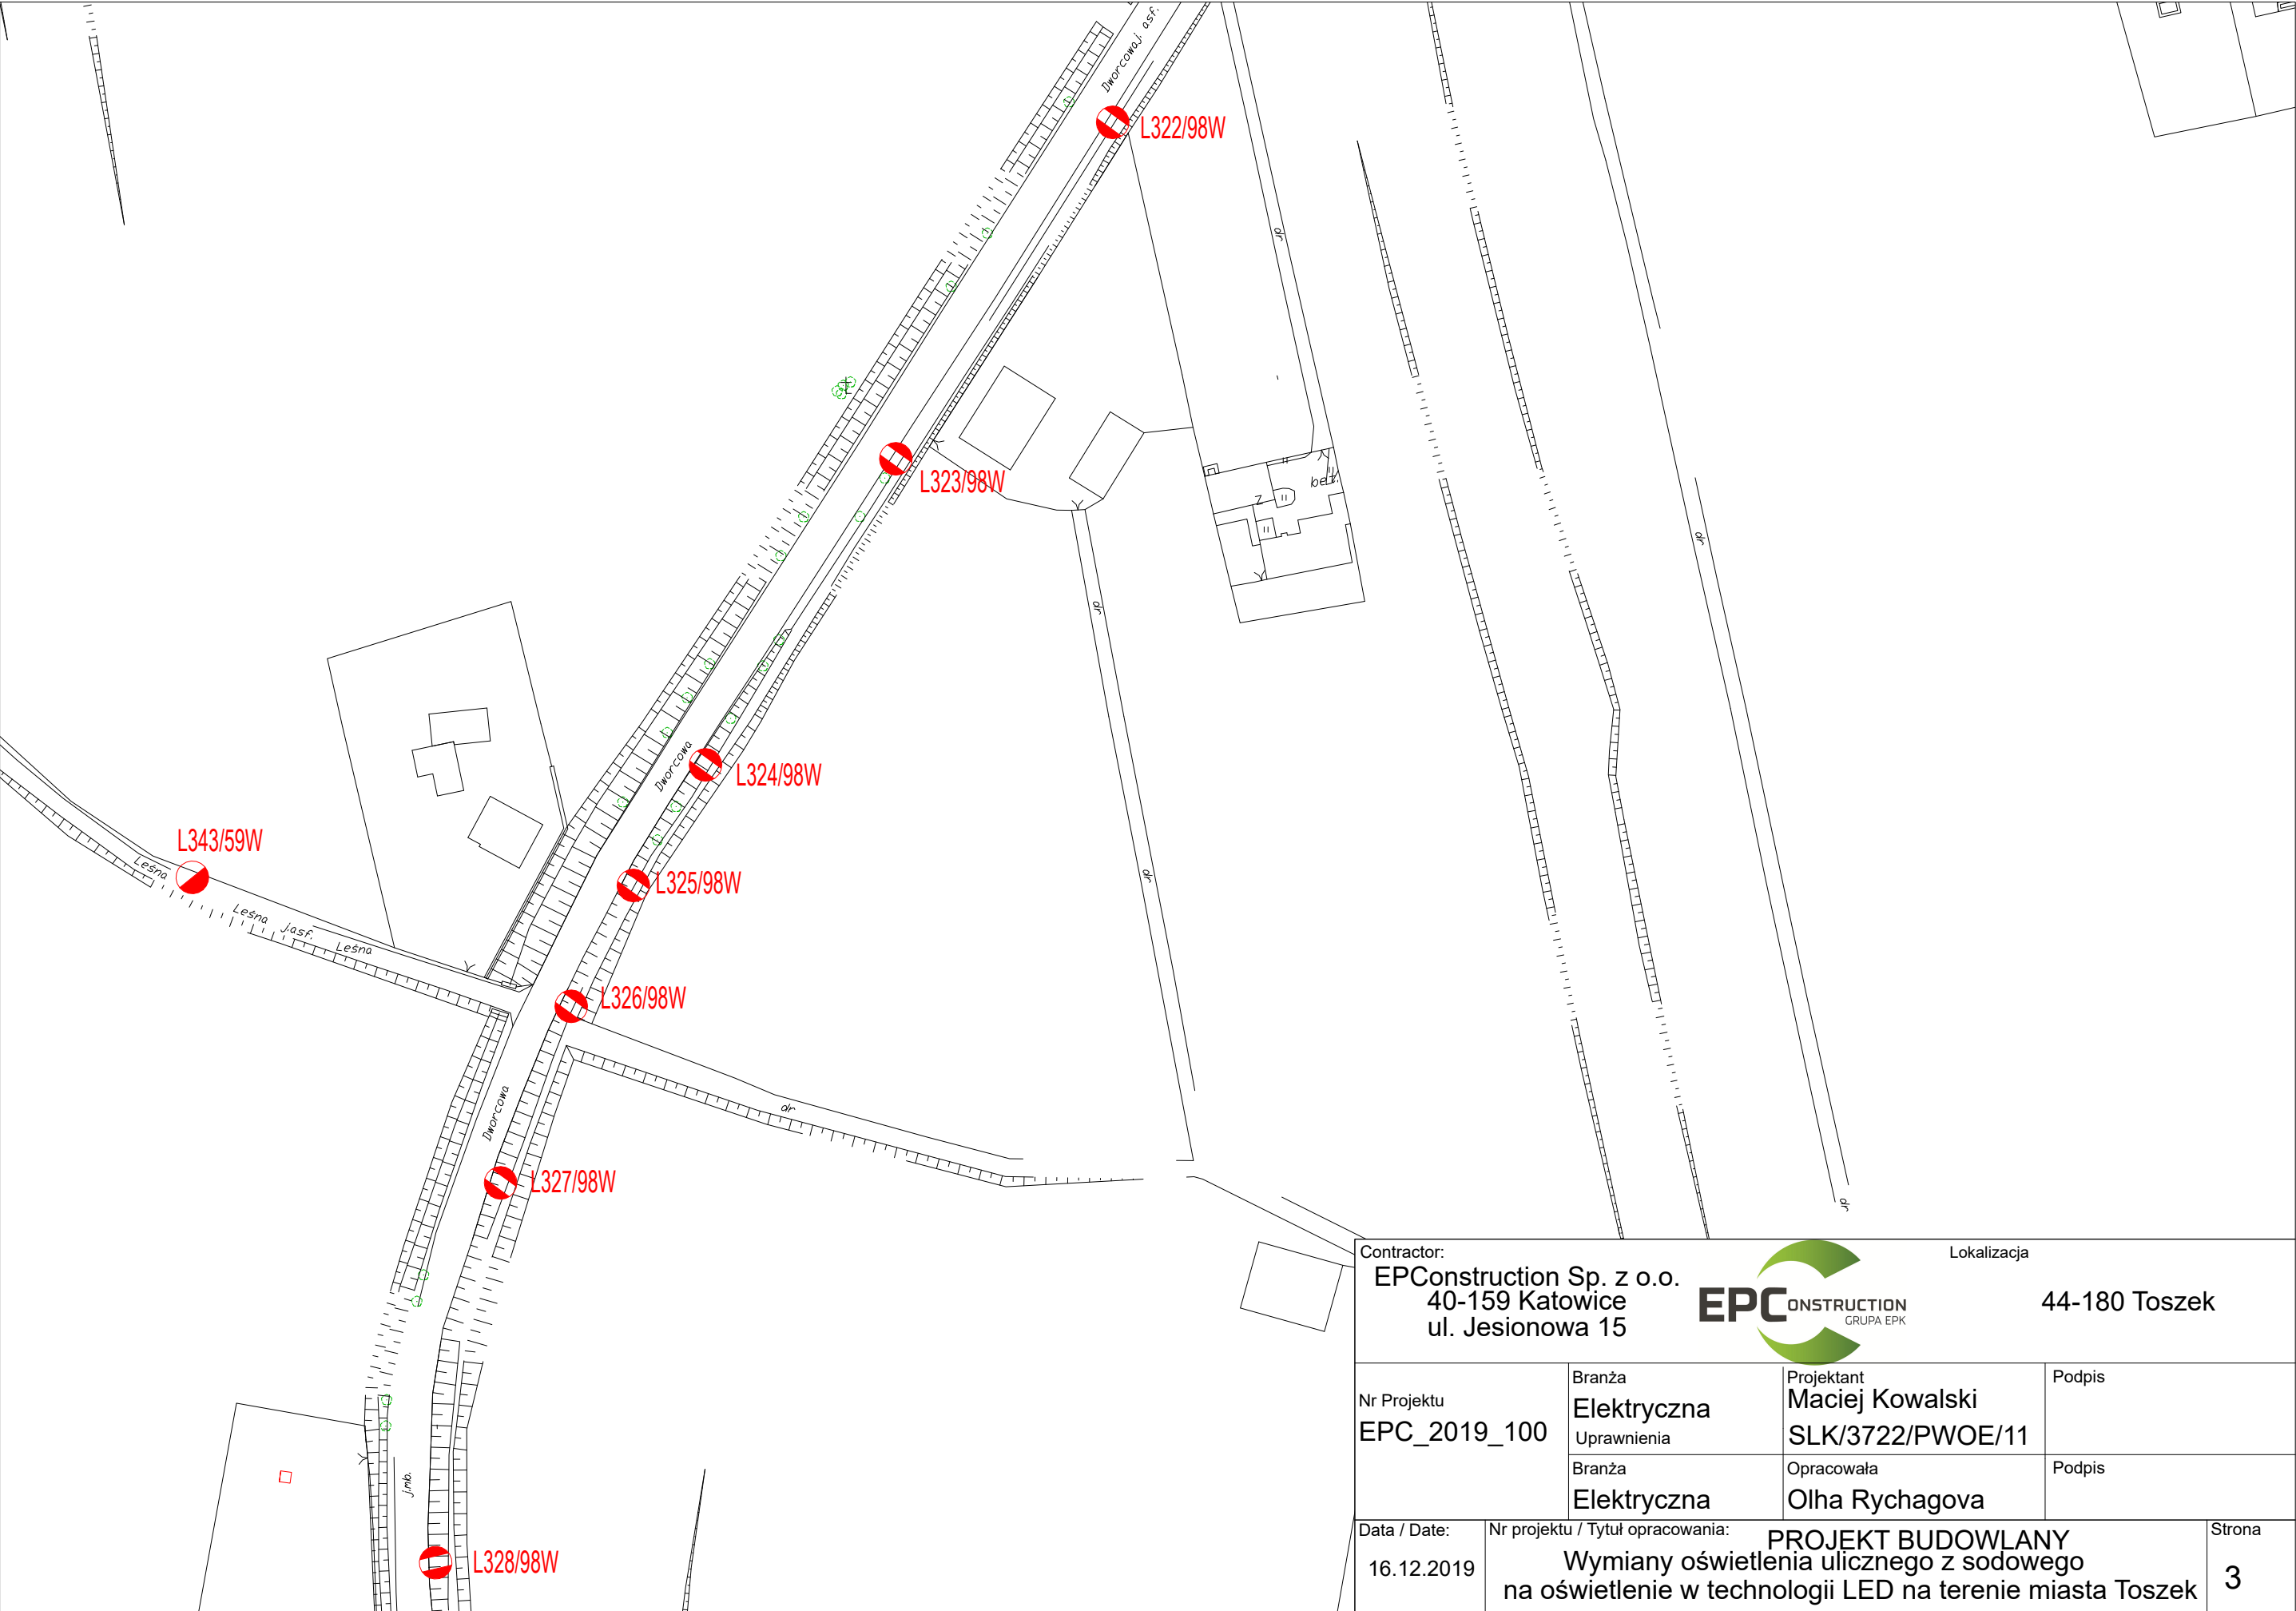 Dworcowaj. asf.
L322/98W
dr
L323/98W
bet.
Z
dr
dr
Dworcowa
L324/98W
L343/59W
L325/98W
Leśna
dr
Leśna
j.asf.
Leśna
L326/98W
Dworcowa
dr
L327/98W
dr
j.mb.
L328/98W
Contractor:
EPConstruction Sp. z o.o.
40-159 Katowice
ul. Jesionowa 15
EPCONSTRUCTION
GRUPA EPK
Lokalizacja
44-180 Toszek
Nr Projektu
EPC_2019_100
Branża
Elektryczna
Uprawnienia
Projektant
Maciej Kowalski
SLK/3722/PWOE/11
Podpis
Branża
Elektryczna
Opracowała
Olha Rychagova
Podpis
Data / Date:
16.12.2019
Nr projektu / Tytuł opracowania:
PROJEKT BUDOWLANY
Wymiany oświetlenia ulicznego z sodowego
na oświetlenie w technologii LED na terenie miasta Toszek
Strona
3